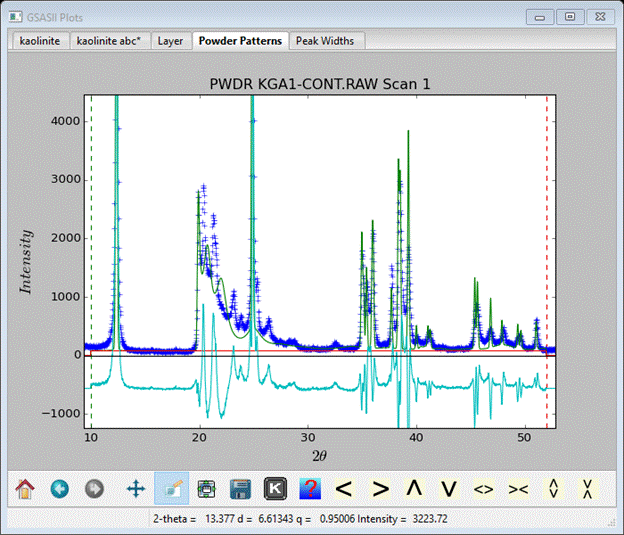 GSASII Plots
kaolinite kaolinite abc* Layer Powder Patterns Peak Widths
PWDR KGA1-CONT.RAW Scan 1
4000
3000
2000
1000
0
−1000
Intensity
10 20 30 40 50
2θ
K ? < > Λ V <> ><
2-theta = 13.377 d = 6.61343 q = 0.95006 Intensity = 3223.72